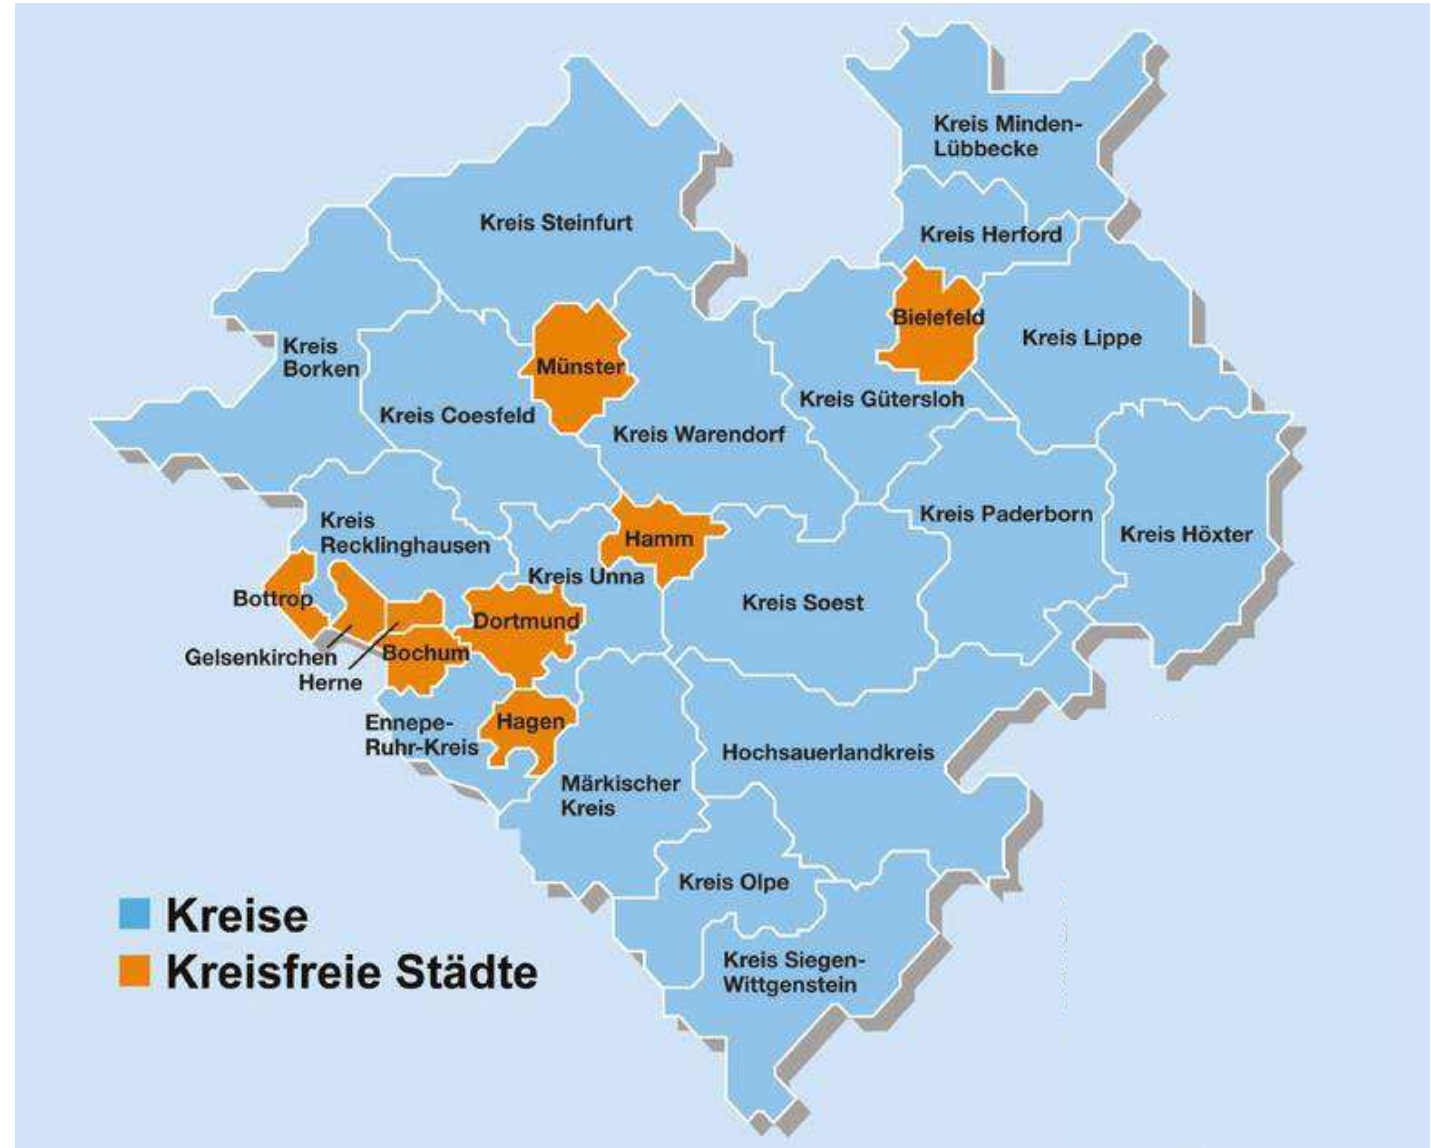 Kreis Minden-
Lübbecke
Kreis Steinfurt
Kreis Herford
Bielefeld
Kreis Lippe
Kreis
Borken
Münster
Kreis Gütersloh
Kreis Coesfeld
Kreis Warendorf
Kreis
Recklinghausen
Kreis Paderborn
Kreis Höxter
Hamm
Kreis Unna
Bottrop
Kreis Soest
Dortmund
Gelsenkirchen
Bochum
Herne
Ennepe-
Ruhr-Kreis
Hagen
Hochsauerlandkreis
Märkischer
Kreis
Kreis Olpe
Kreise
Kreisfreie Städte
Kreis Siegen-
Wittgenstein